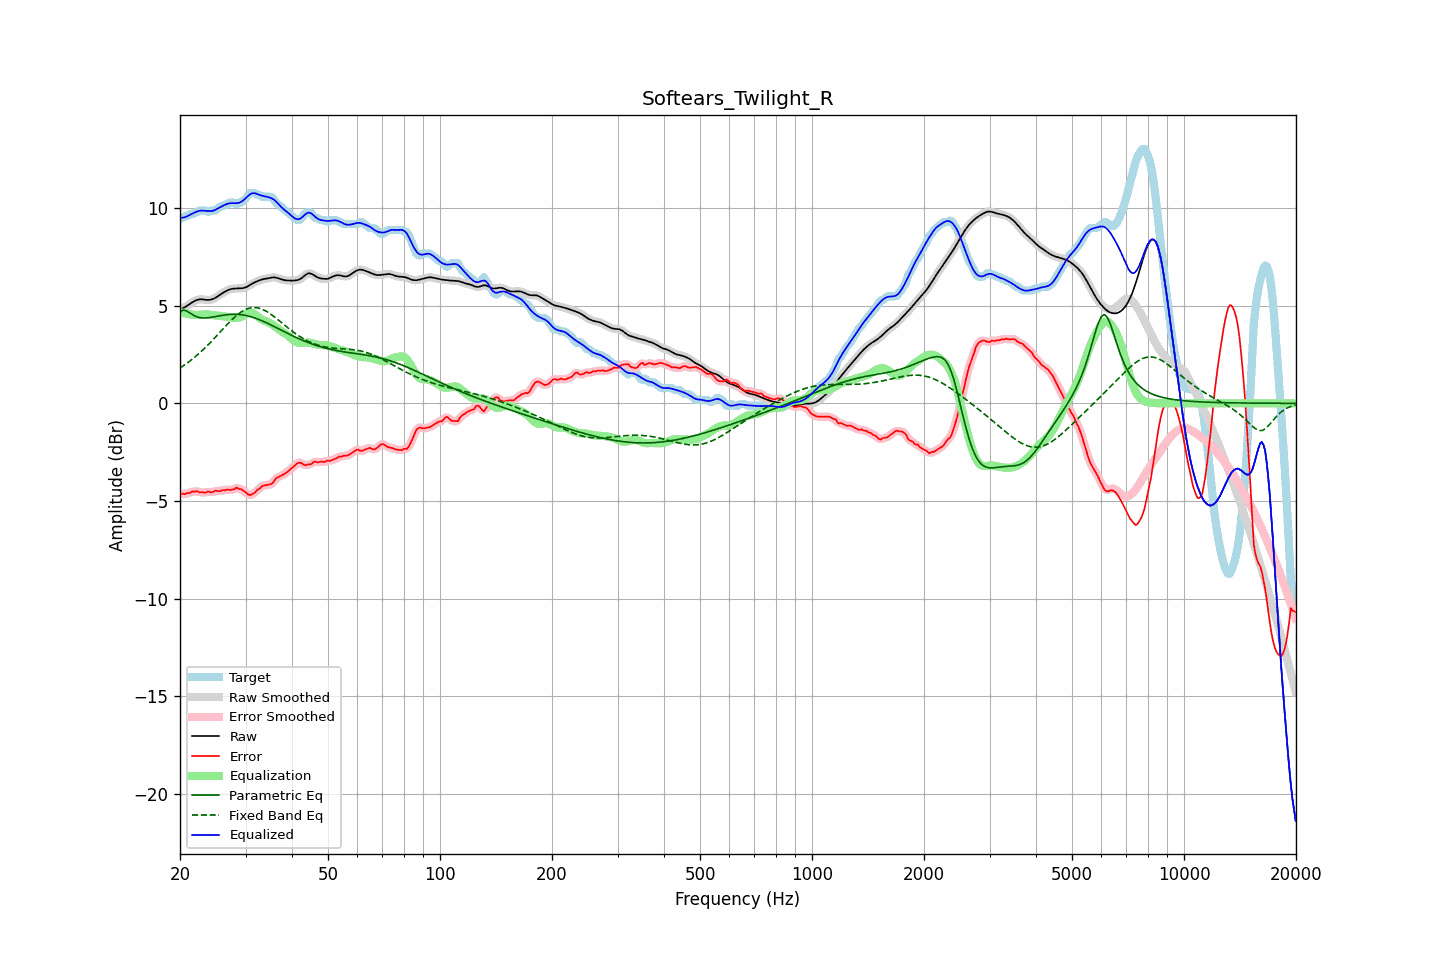 Softears_Twilight_R
Amplitude (dBr)
10
5
0
−5
−10
−15
−20
Target
Raw Smoothed
Error Smoothed
Raw
Error
Equalization
Parametric Eq
Fixed Band Eq
Equalized
20 50 100 200 500 1000 2000 5000 10000 20000
Frequency (Hz)